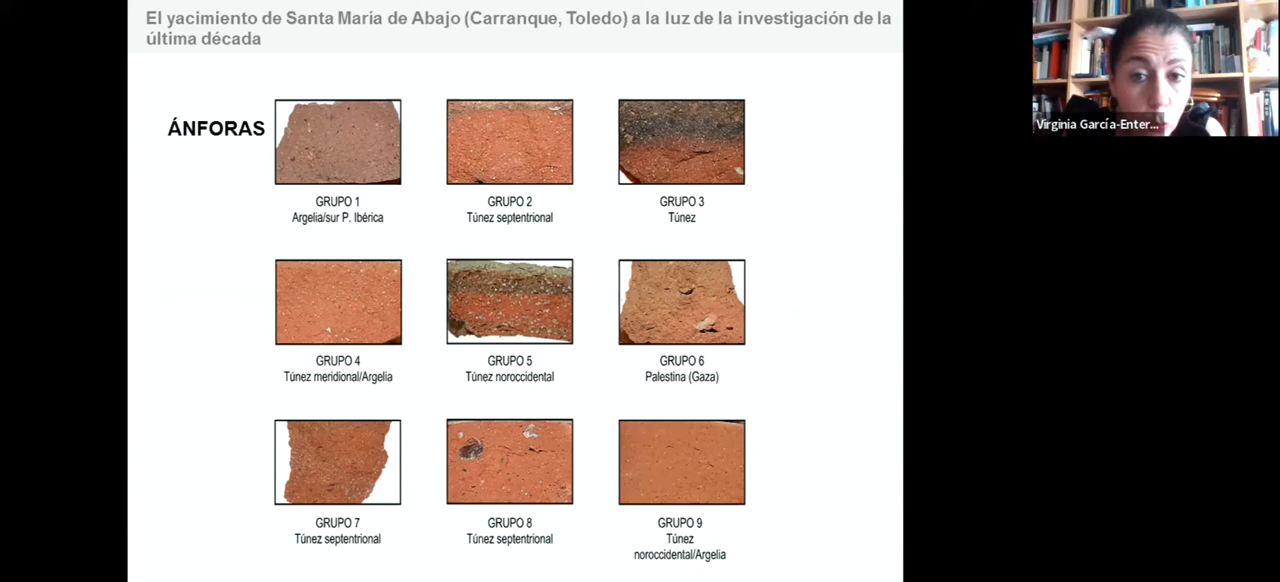 El yacimiento de Santa María de Abajo (Carranque, Toledo) a la luz de la investigación de la
última década
Virginia García-Enter...
ÁNFORAS
GRUPO 1
Argelia/sur P. Ibérica
GRUPO 2
Túnez septentrional
GRUPO 3
Túnez
GRUPO 4
Túnez meridional/Argelia
GRUPO 5
Túnez noroccidental
GRUPO 6
Palestina (Gaza)
GRUPO 7
Túnez septentrional
GRUPO 8
Túnez septentrional
GRUPO 9
Túnez
noroccidental/Argelia